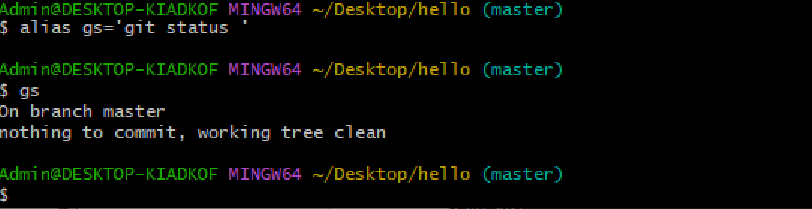 Admin@DESKTOP-KIADKOF MINGW64 ~/Desktop/hello (master)
$ alias gs='git status '
Admin@DESKTOP-KIADKOF MINGW64 ~/Desktop/hello (master)
$ gs
On branch master
nothing to commit, working tree clean
Admin@DESKTOP-KIADKOF MINGW64 ~/Desktop/hello (master)
$